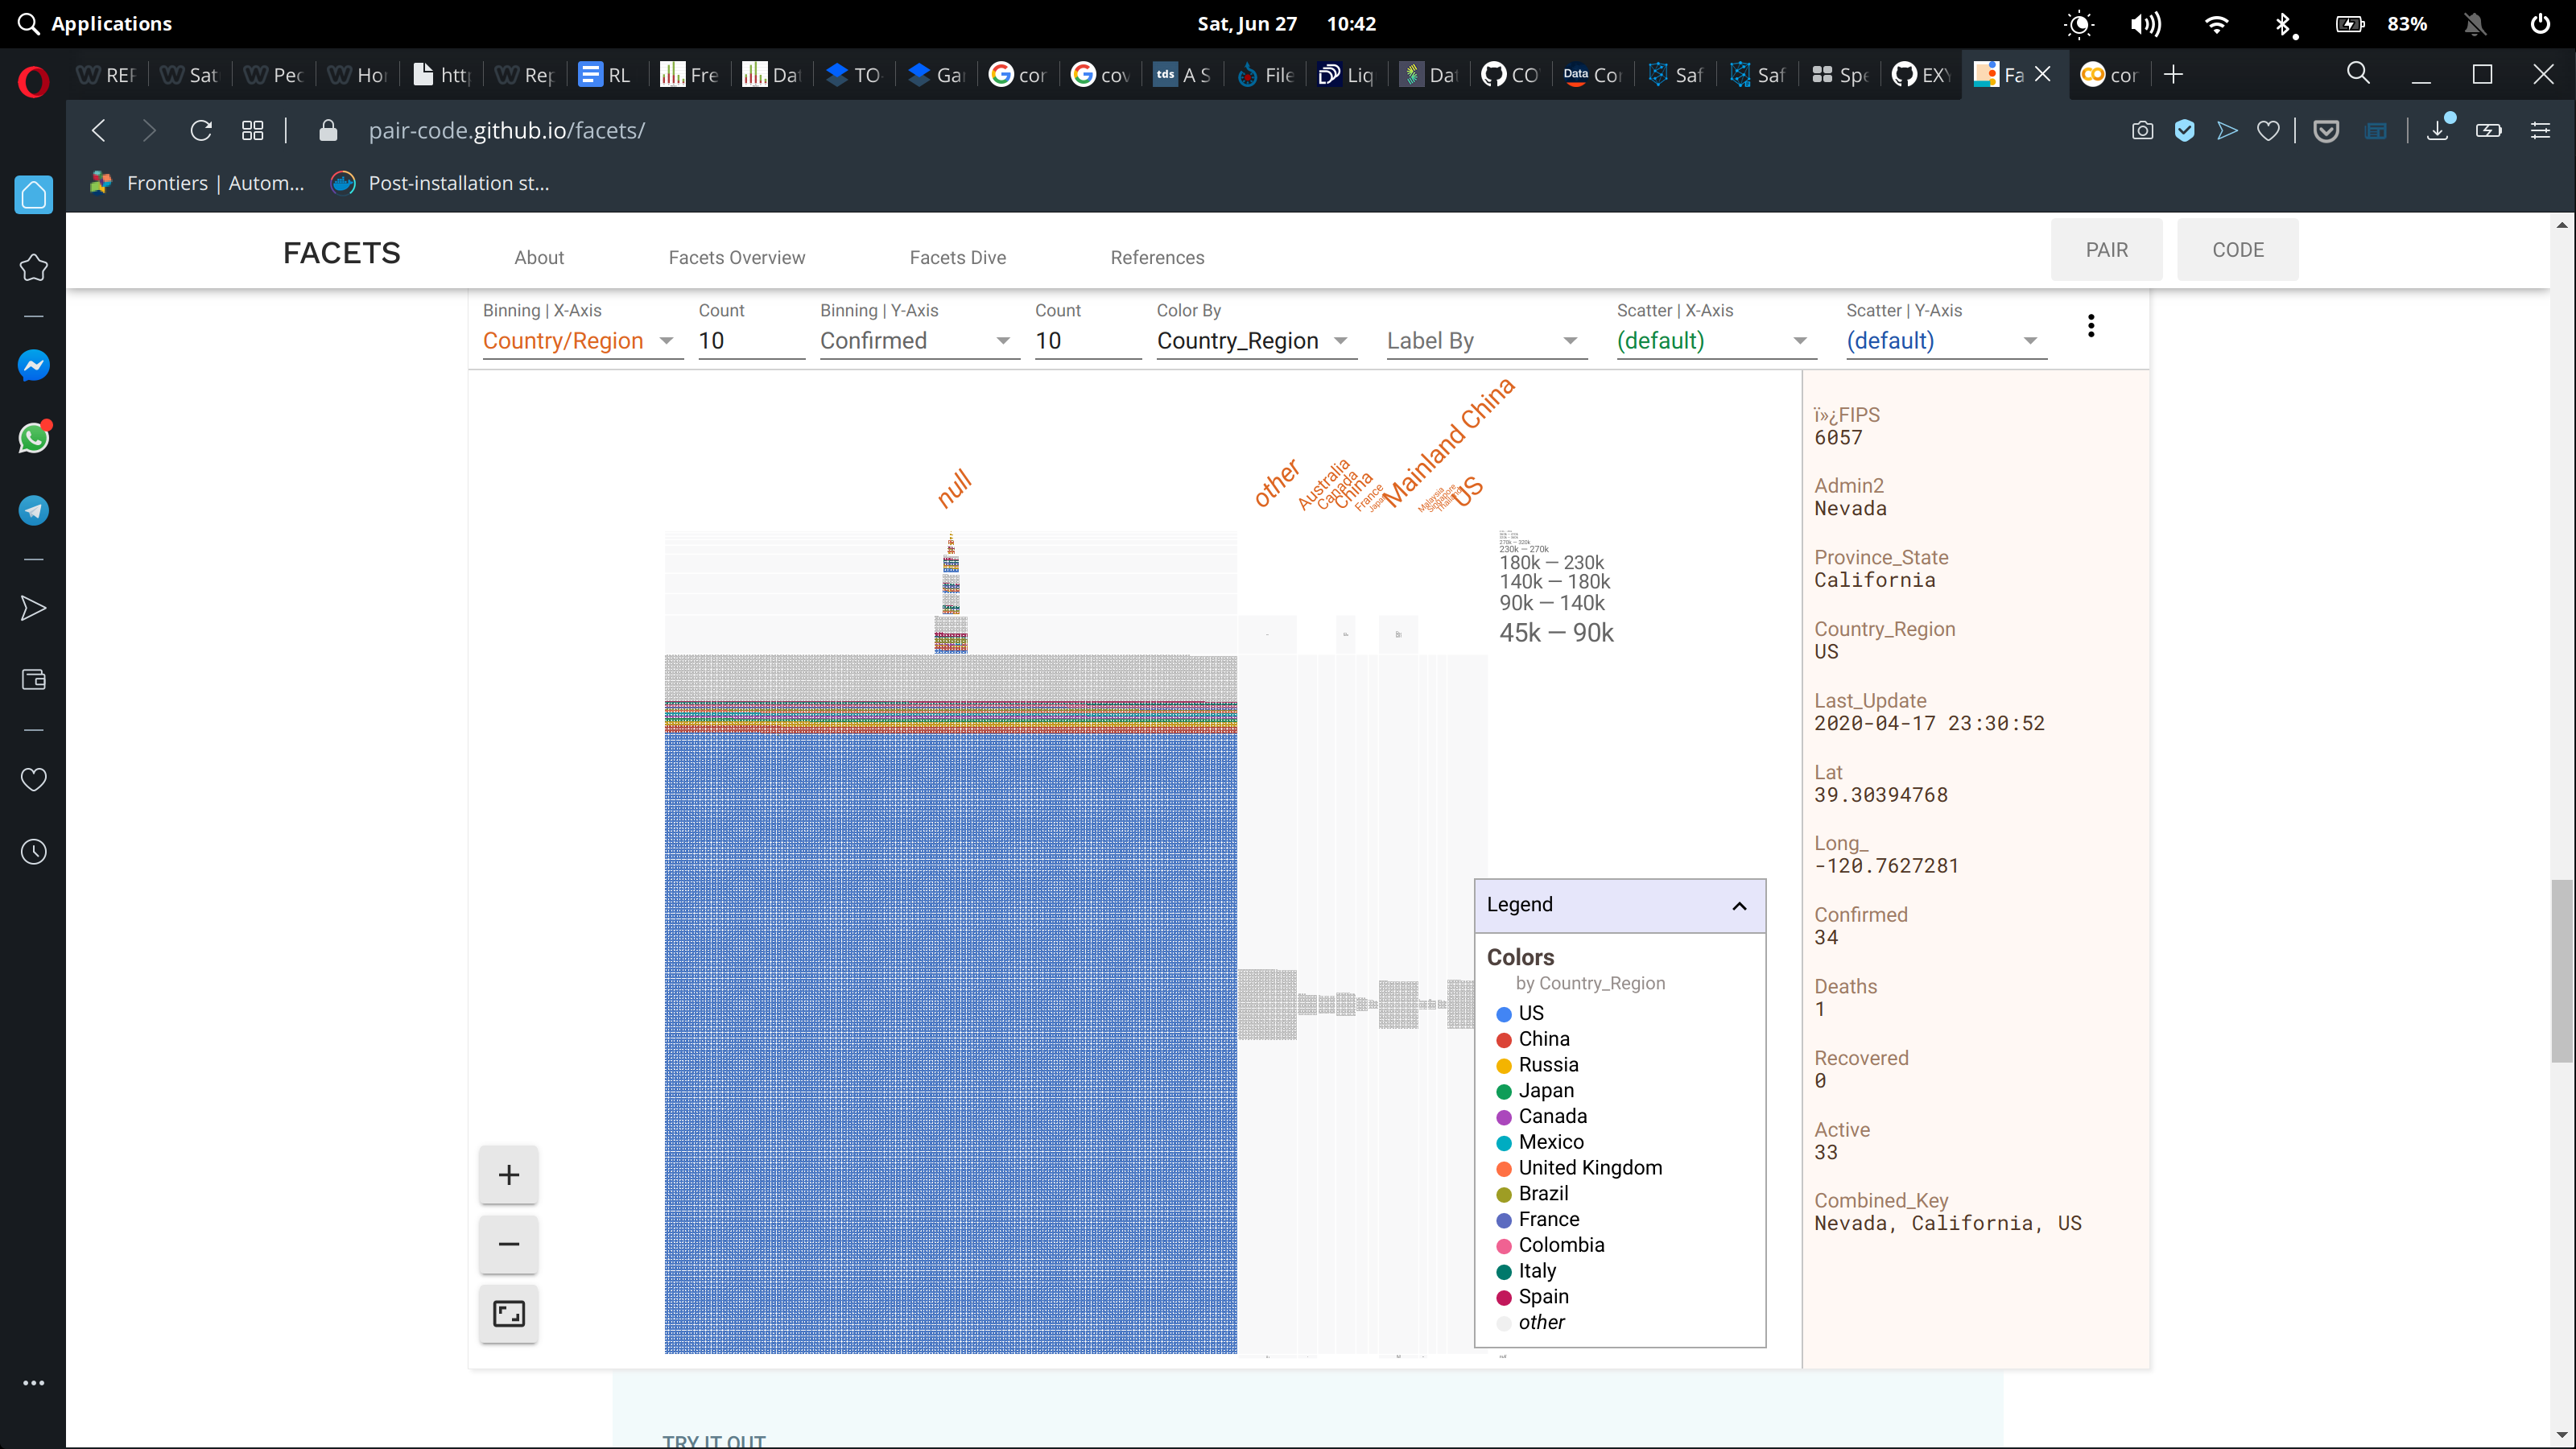 Applications
Sat, Jun 27 10:42
83%
REF
Sat
Pec
Ho
htt
Rep
RL
Fre
Dat
TO
Gar
cor
cov
tds A S
File
Liq
Dat
CO
Data Cor
Saf
Saf
Spe
EXY
Fa
cor
pair-code.github.io/facets/
Frontiers | Autom...
Post-installation st...
FACETS
About
Facets Overview
Facets Dive
References
PAIR
CODE
Binning | X-Axis
Count
Binning | Y-Axis
Count
Color By
Scatter | X-Axis
Scatter | Y-Axis
Country/Region
10
Confirmed
10
Country_Region
Label By
(default)
(default)
null
other
Australia
Canada
China
France
Japan
Mainland China
Malaysia
Singapore
Thailand
US
270k — 320k
230k — 270k
180k — 230k
140k — 180k
90k — 140k
45k — 90k
Legend
Colors
by Country_Region
US
China
Russia
Japan
Canada
Mexico
United Kingdom
Brazil
France
Colombia
Italy
Spain
other
ï»¿FIPS
6057
Admin2
Nevada
Province_State
California
Country_Region
US
Last_Update
2020-04-17 23:30:52
Lat
39.30394768
Long_
-120.7627281
Confirmed
34
Deaths
1
Recovered
0
Active
33
Combined_Key
Nevada, California, US
TRY IT OUT